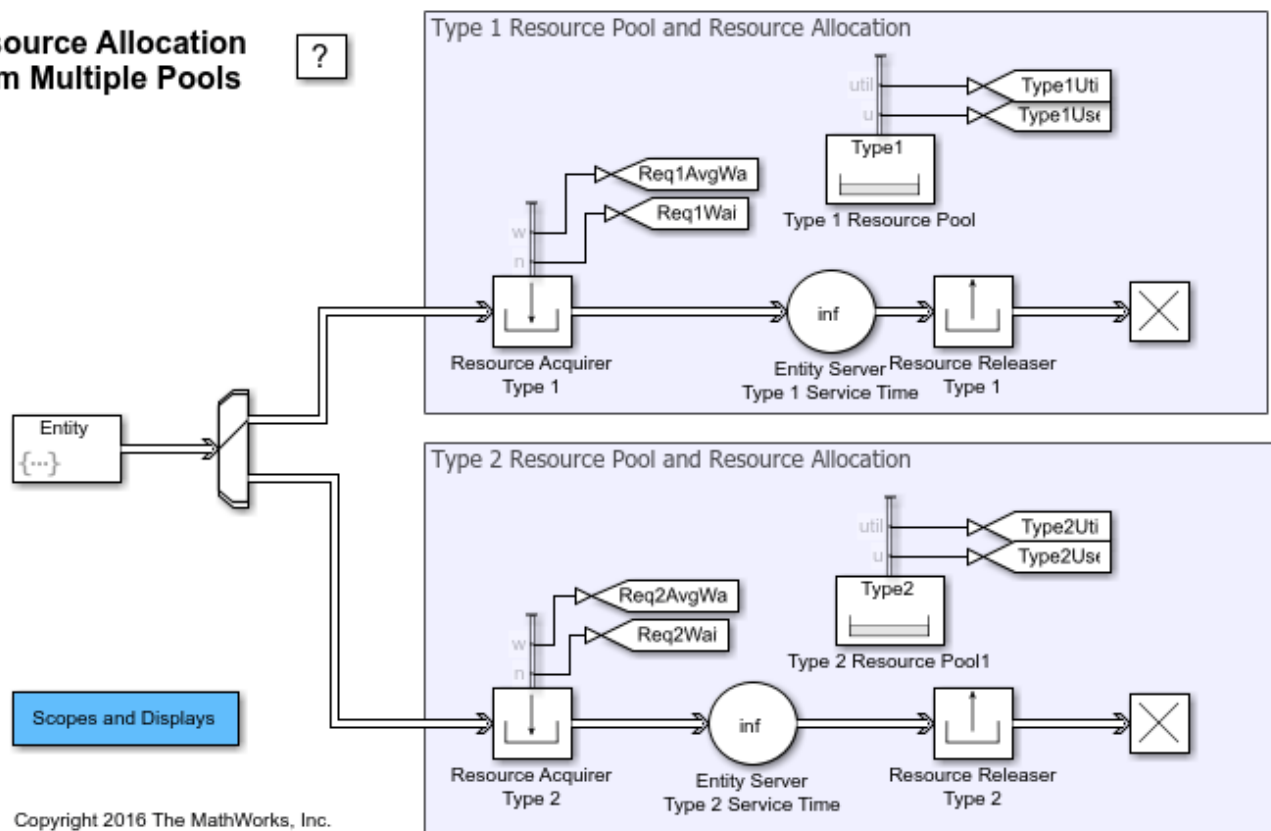 source Allocation
m Multiple Pools
?
Type 1 Resource Pool and Resource Allocation
util
Type1Uti
u
Type1Use
Type1
Type 1 Resource Pool
Req1AvgWa
Req1Wai
w
n
inf
Resource Acquirer
Type 1
Entity Server
Type 1 Service Time
Resource Releaser
Type 1
Entity
{...}
Type 2 Resource Pool and Resource Allocation
util
Type2Uti
u
Type2Use
Type2
Type 2 Resource Pool1
Req2AvgWa
Req2Wai
w
n
inf
Resource Acquirer
Type 2
Entity Server
Type 2 Service Time
Resource Releaser
Type 2
Scopes and Displays
Copyright 2016 The MathWorks, Inc.